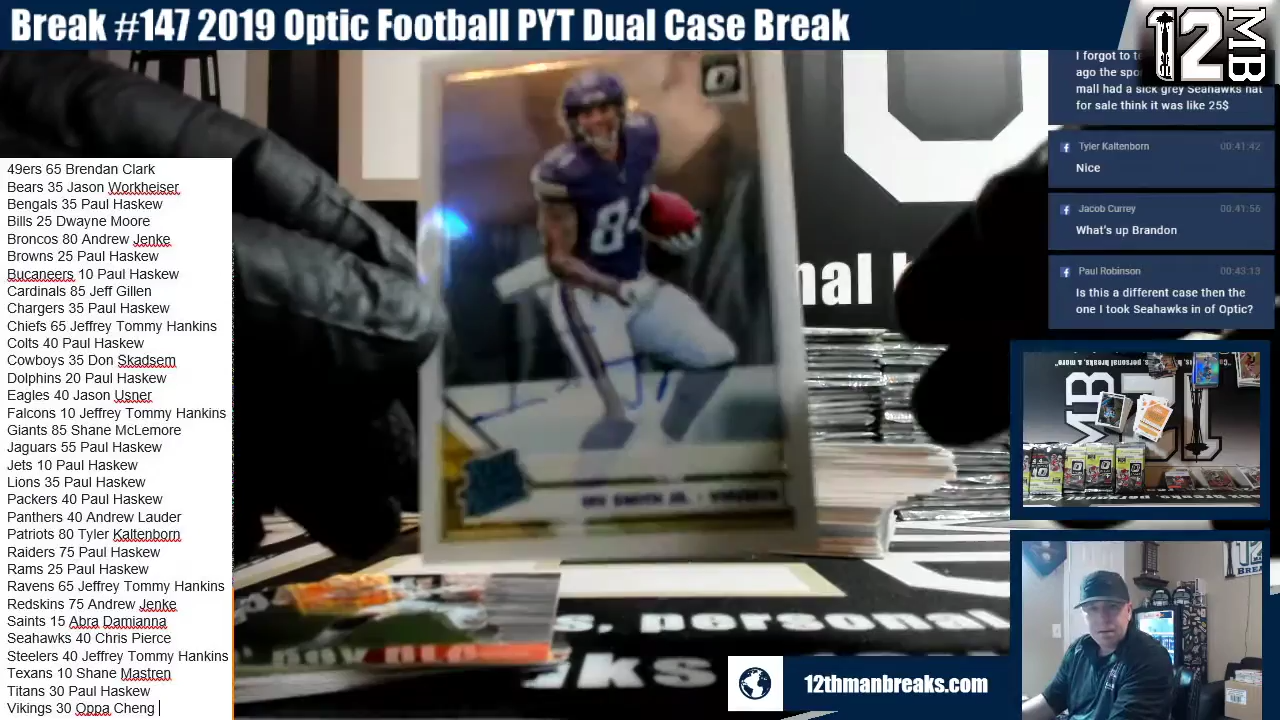 Break #147 2019 Optic Football PYT Dual Case Break
12
MB
I forgot to
ago the
mall had a sick grey Seahawks hat
for sale think it was like 25$
Tyler Kaltenborn 00:41:42
Nice
Jacob Currey 00:41:56
What's up Brandon
Paul Robinson 00:43:13
Is this a different case then the
one I took Seahawks in of Optic?
49ers 65 Brendan Clark
Bears 35 Jason Workheiser
Bengals 35 Paul Haskew
Bills 25 Dwayne Moore
Broncos 80 Andrew Jenke
Browns 25 Paul Haskew
Bucaneers 10 Paul Haskew
Cardinals 85 Jeff Gillen
Chargers 35 Paul Haskew
Chiefs 65 Jeffrey Tommy Hankins
Colts 40 Paul Haskew
Cowboys 35 Don Skadsem
Dolphins 20 Paul Haskew
Eagles 40 Jason Usner
Falcons 10 Jeffrey Tommy Hankins
Giants 85 Shane McLemore
Jaguars 55 Paul Haskew
Jets 10 Paul Haskew
Lions 35 Paul Haskew
Packers 40 Paul Haskew
Panthers 40 Andrew Lauder
Patriots 80 Tyler Kaltenborn
Raiders 75 Paul Haskew
Rams 25 Paul Haskew
Ravens 65 Jeffrey Tommy Hankins
Redskins 75 Andrew Jenke
Saints 15 Abra Damianna
Seahawks 40 Chris Pierce
Steelers 40 Jeffrey Tommy Hankins
Texans 10 Shane Mastren
Titans 30 Paul Haskew
Vikings 30 Oppa Cheng
84
SMITH JR. - VIKINGS
s, personal
12thmanbreaks.com